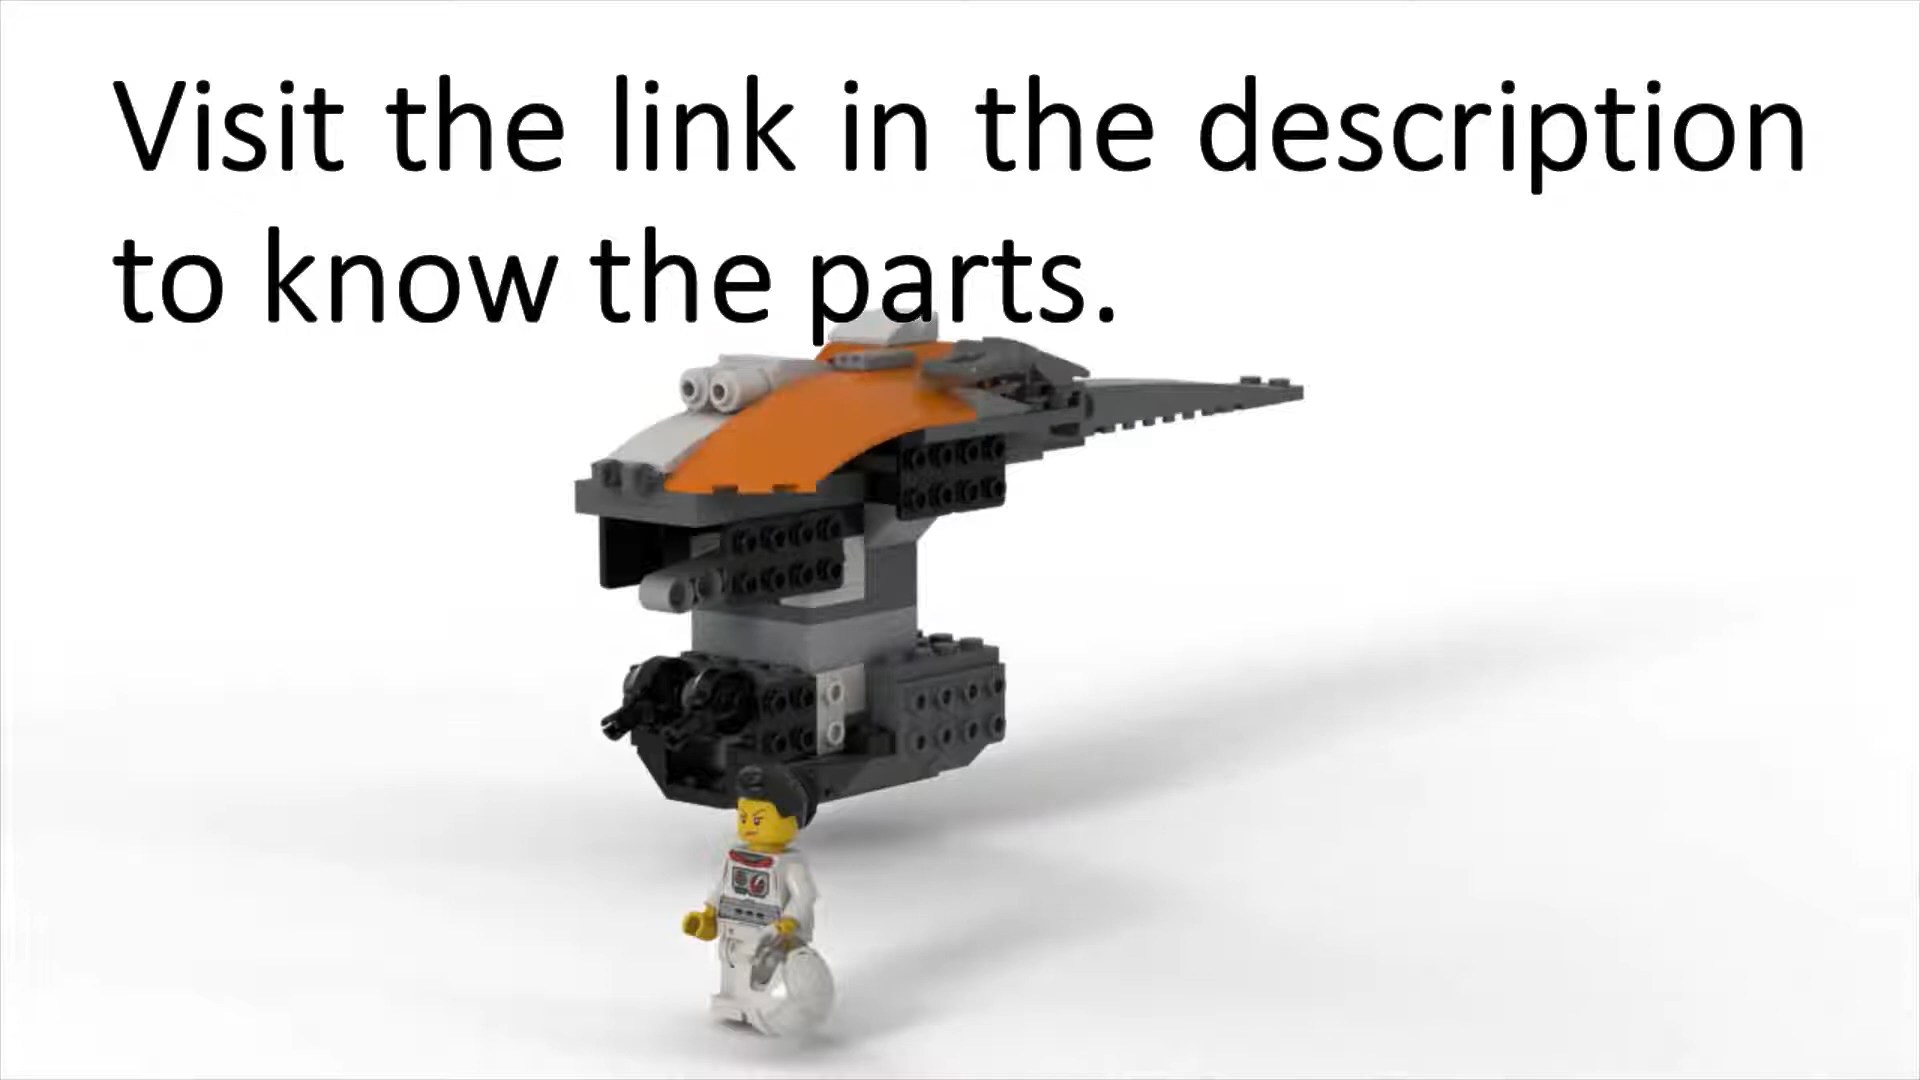 Visit the link in the description
to know the parts.